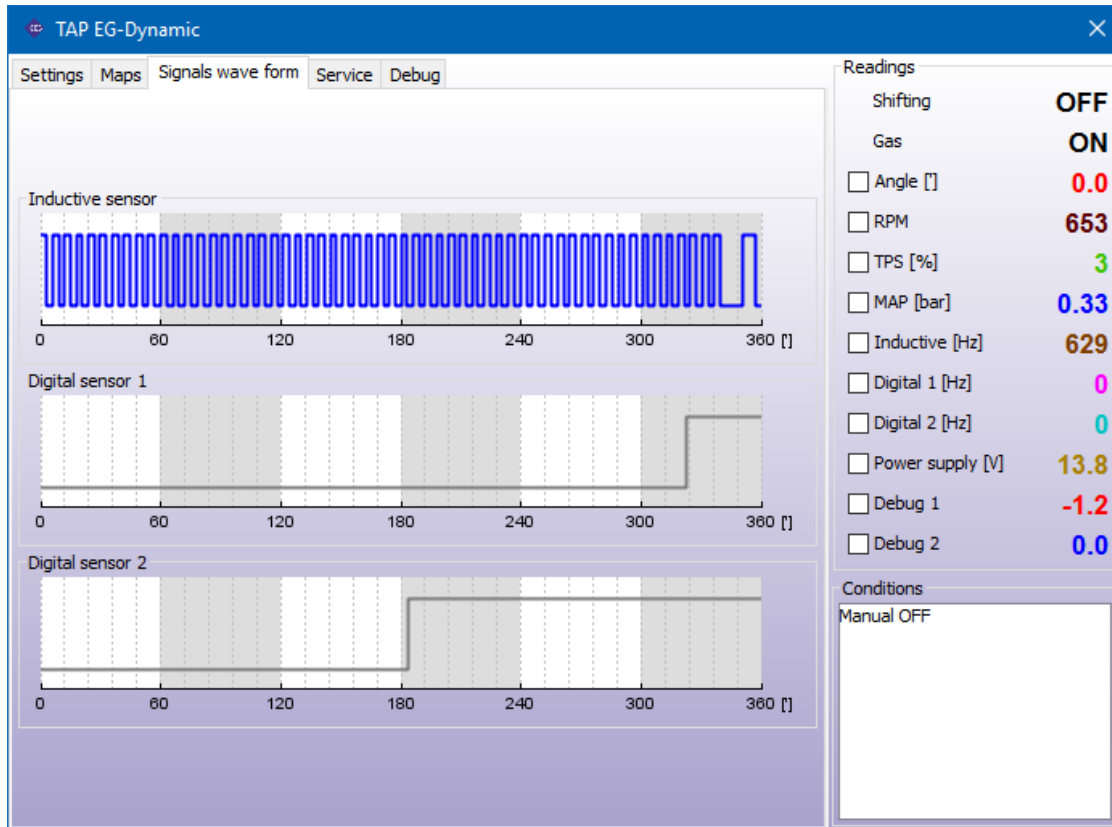 TAP EG-Dynamic
Settings Maps Signals wave form Service Debug
Inductive sensor
0 60 120 180 240 300 360 [']
Digital sensor 1
0 60 120 180 240 300 360 [']
Digital sensor 2
0 60 120 180 240 300 360 [']
Readings
Shifting OFF
Gas ON
Angle ['] 0.0
RPM 653
TPS [%] 3
MAP [bar] 0.33
Inductive [Hz] 629
Digital 1 [Hz] 0
Digital 2 [Hz] 0
Power supply [V] 13.8
Debug 1 -1.2
Debug 2 0.0
Conditions
Manual OFF